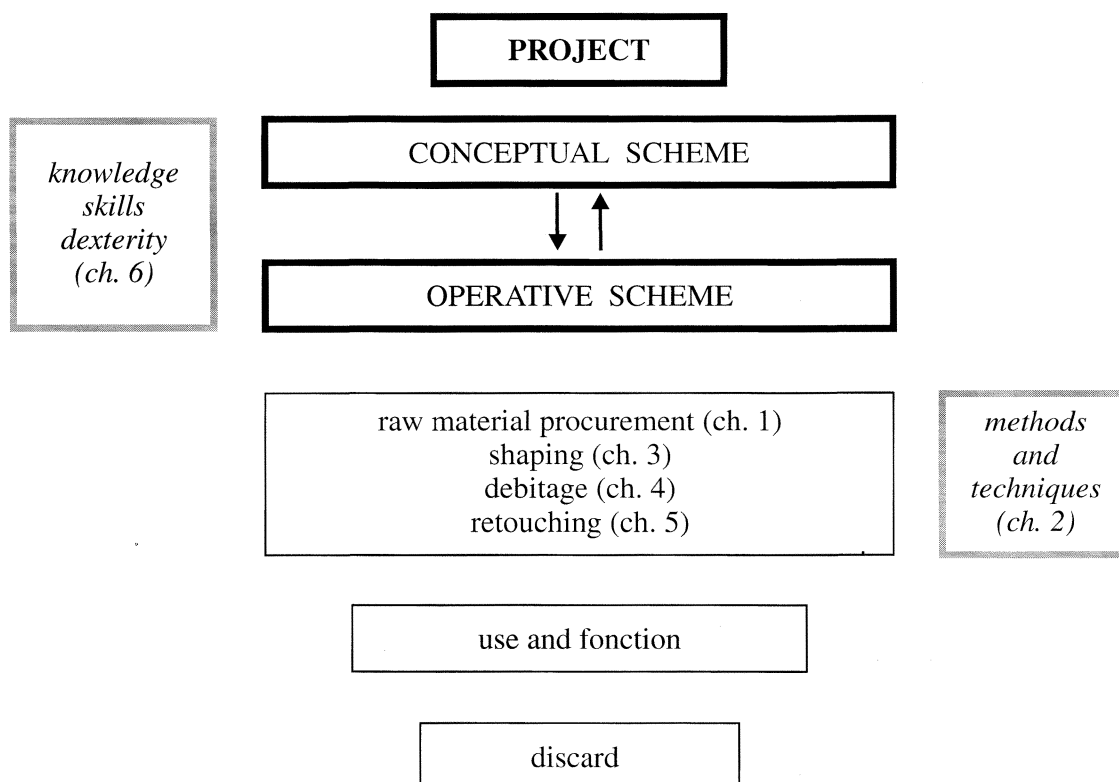 PROJECT
CONCEPTUAL SCHEME
knowledge
skills
dexterity
(ch. 6)
OPERATIVE SCHEME
raw material procurement (ch. 1)
shaping (ch. 3)
debitage (ch. 4)
retouching (ch. 5)
methods
and
techniques
(ch. 2)
use and fonction
discard